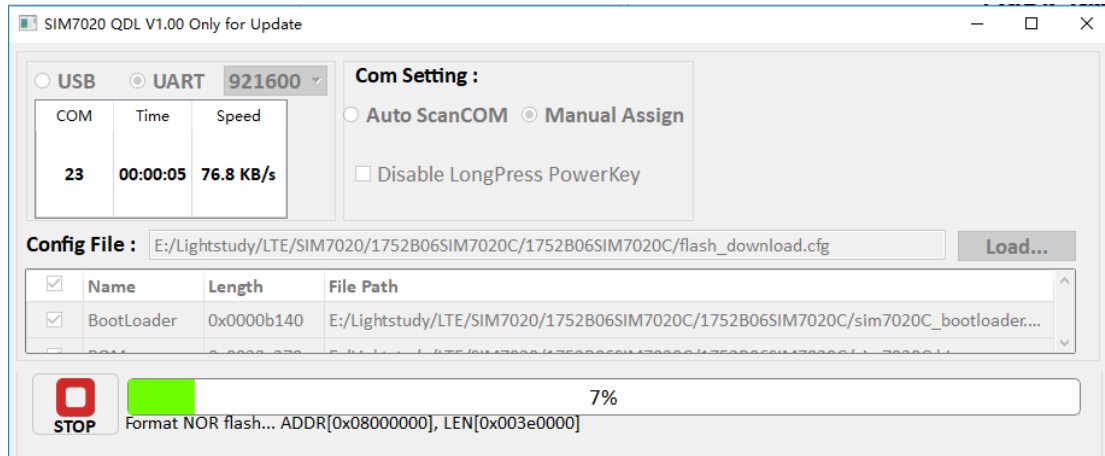 SIM7020 QDL V1.00 Only for Update
USB UART 921600
Com Setting :
COM Time Speed
Auto ScanCOM Manual Assign
23 00:00:05 76.8 KB/s
Disable LongPress PowerKey
Config File : E:/Lightstudy/LTE/SIM7020/1752B06SIM7020C/1752B06SIM7020C/flash_download.cfg Load...
Name Length File Path
BootLoader 0x0000b140 E:/Lightstudy/LTE/SIM7020/1752B06SIM7020C/1752B06SIM7020C/sim7020C_bootloader....
7%
STOP Format NOR flash... ADDR[0x08000000], LEN[0x003e0000]